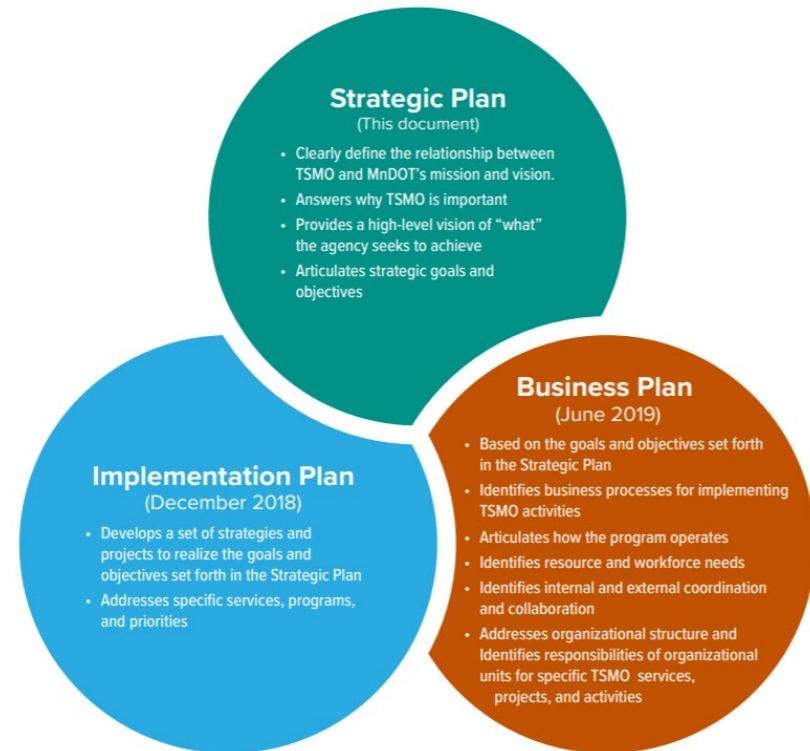 Strategic Plan
(This document)
• Clearly define the relationship between
TSMO and MnDOT's mission and vision.
• Answers why TSMO is important
• Provides a high-level vision of “what”
the agency seeks to achieve
• Articulates strategic goals and
objectives
Implementation Plan
(December 2018)
• Develops a set of strategies and
projects to realize the goals and
objectives set forth in the Strategic Plan
• Addresses specific services, programs,
and priorities
Business Plan
(June 2019)
• Based on the goals and objectives set forth
in the Strategic Plan
• Identifies business processes for implementing
TSMO activities
• Articulates how the program operates
• Identifies resource and workforce needs
• Identifies internal and external coordination
and collaboration
• Addresses organizational structure and
Identifies responsibilities of organizational
units for specific TSMO services,
projects, and activities